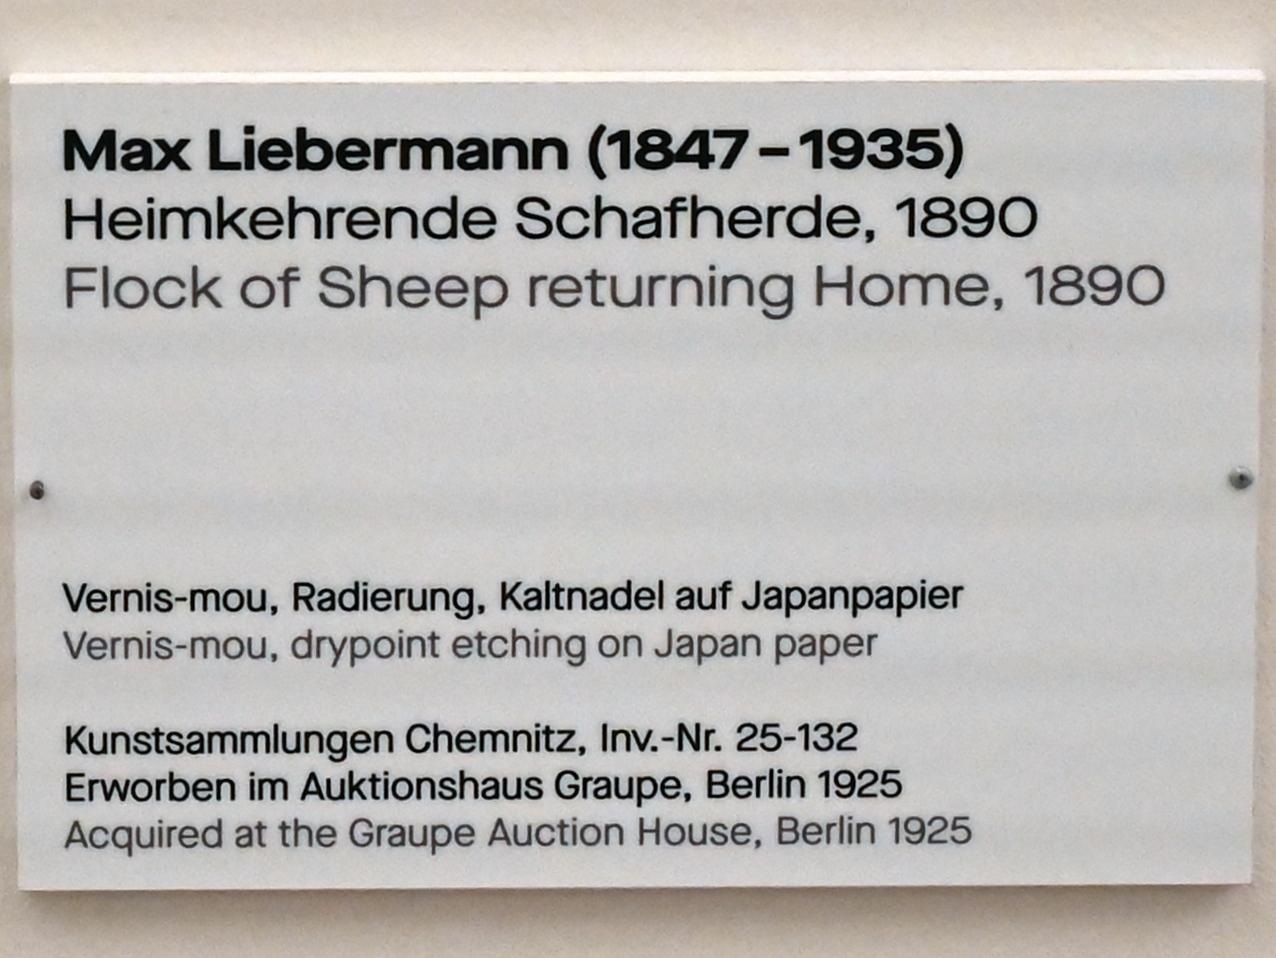 Max Liebermann (1847–1935)
Heimkehrende Schafherde, 1890
Flock of Sheep returning Home, 1890
Vernis-mou, Radierung, Kaltnadel auf Japanpapier
Vernis-mou, drypoint etching on Japan paper
Kunstsammlungen Chemnitz, Inv.-Nr. 25-132
Erworben im Auktionshaus Graupe, Berlin 1925
Acquired at the Graupe Auction House, Berlin 1925